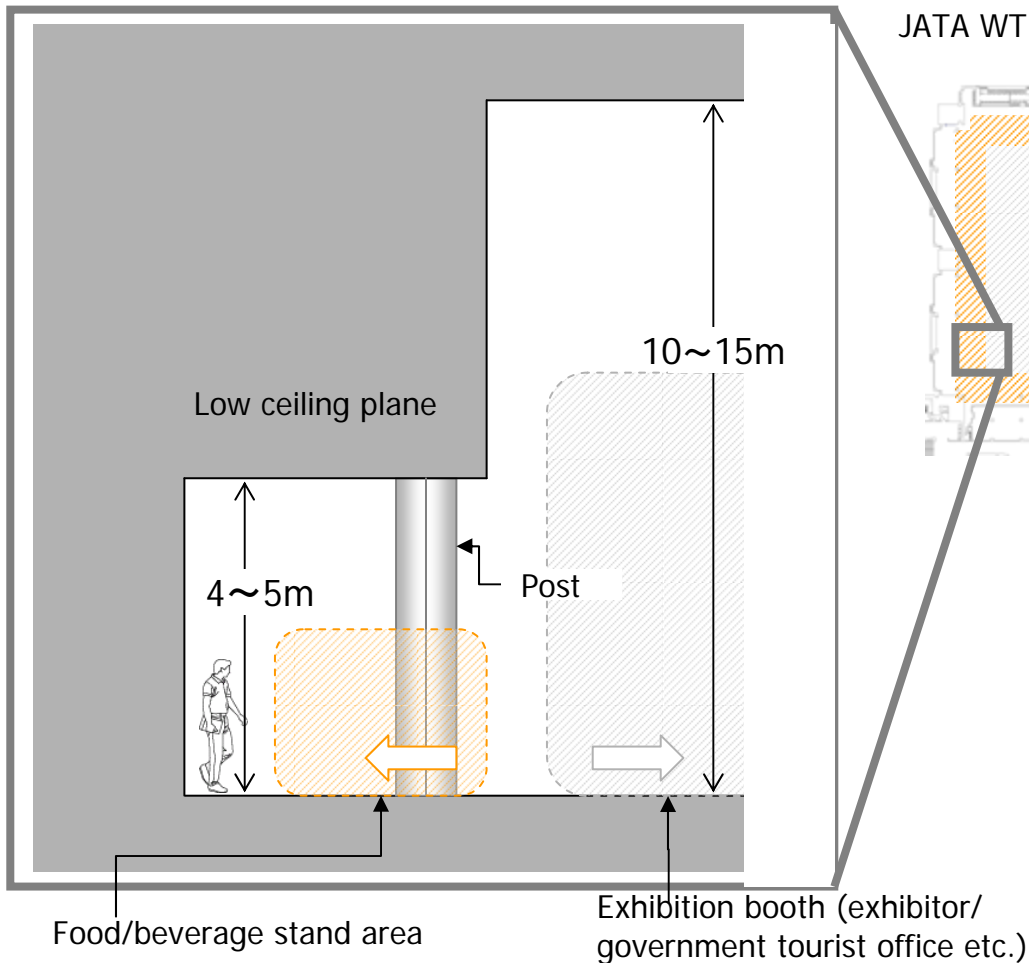 JATA WT
10～15m
Low ceiling plane
4～5m
Post
Food/beverage stand area
Exhibition booth (exhibitor/
government tourist office etc.)